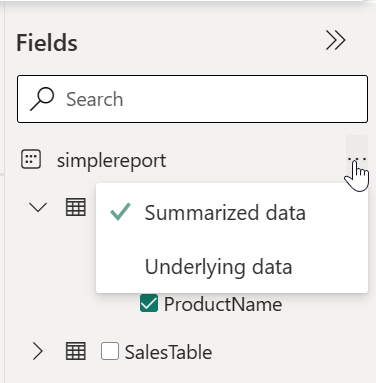 Fields
Search
simplereport
Summarized data
Underlying data
ProductName
SalesTable